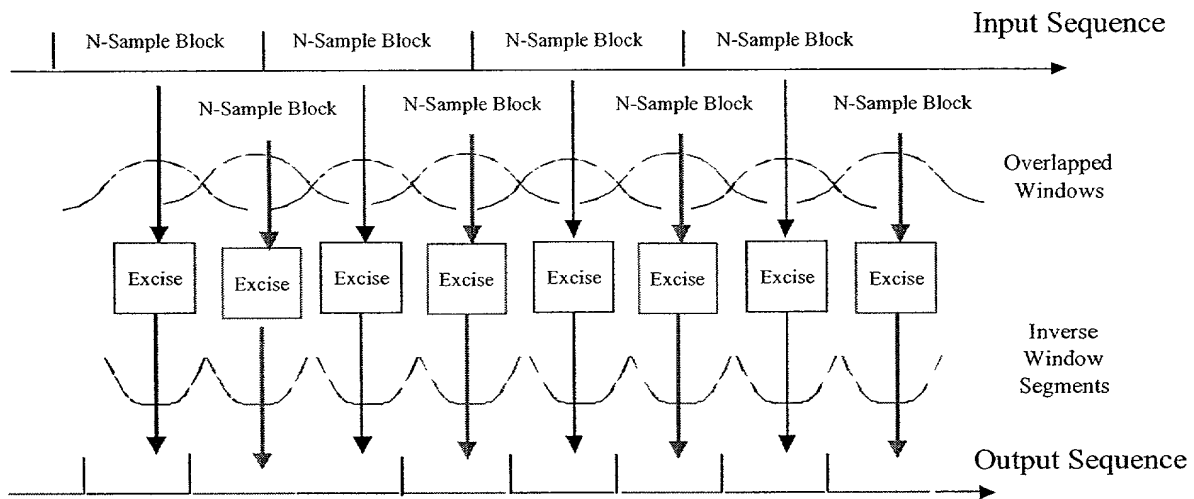 Input Sequence
N-Sample Block
N-Sample Block
N-Sample Block
N-Sample Block
N-Sample Block
N-Sample Block
N-Sample Block
N-Sample Block
Overlapped
Windows
Excise
Excise
Excise
Excise
Excise
Excise
Excise
Excise
Inverse
Window
Segments
Output Sequence